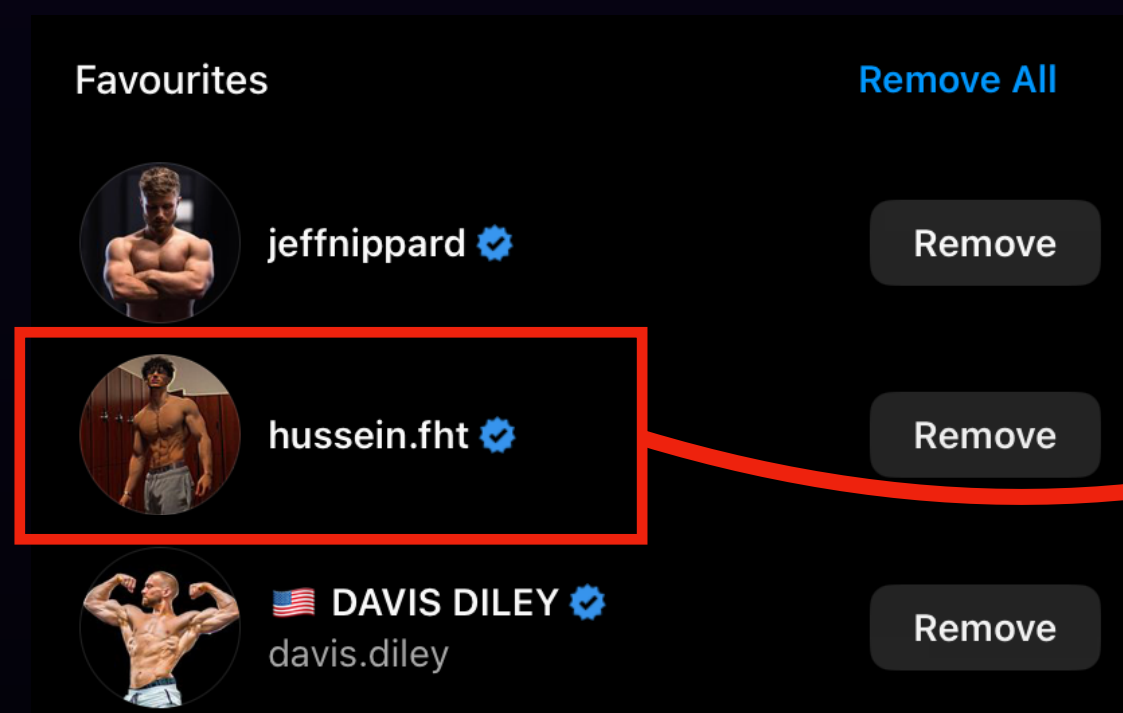 Favourites Remove All
jeffnippard Remove
hussein.fht Remove
🇺🇸 DAVIS DILEY
davis.diley Remove